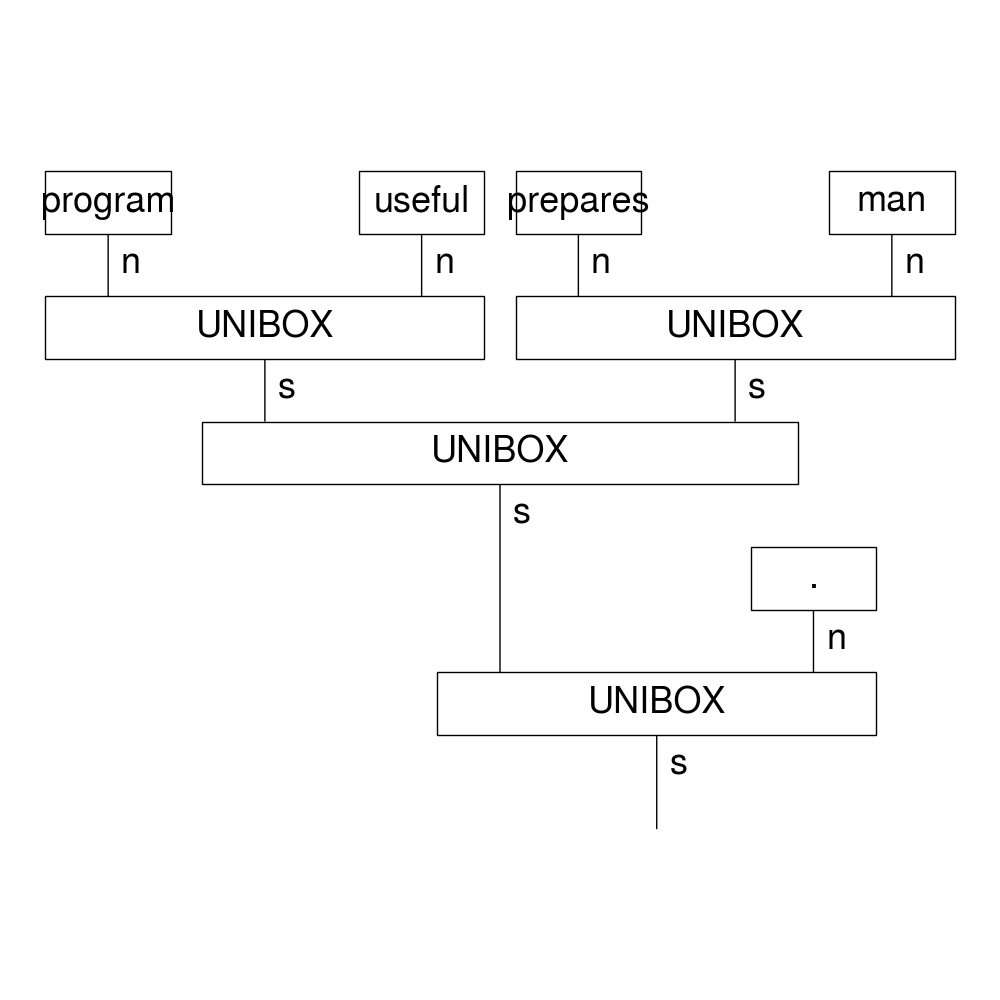 program useful prepares man
n n n n
UNIBOX UNIBOX
s s
UNIBOX
s
.
n
UNIBOX
s